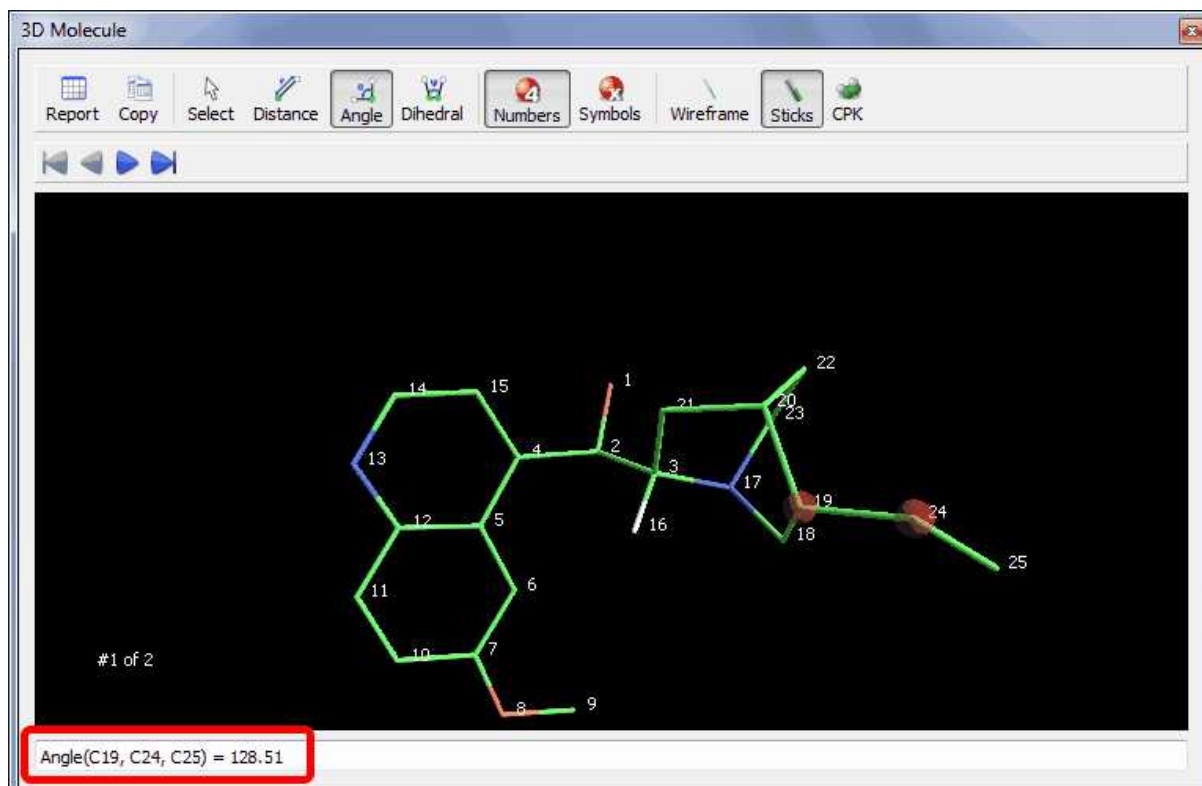 3D Molecule
Report Copy Select Distance Angle Dihedral Numbers Symbols Wireframe Sticks CPK
22
1
14 15 21 20
23
4 2
13 3 17
19 24
12 5 16 18
25
11 6
#1 of 2
10 7
8 9
Angle(C19, C24, C25) = 128.51